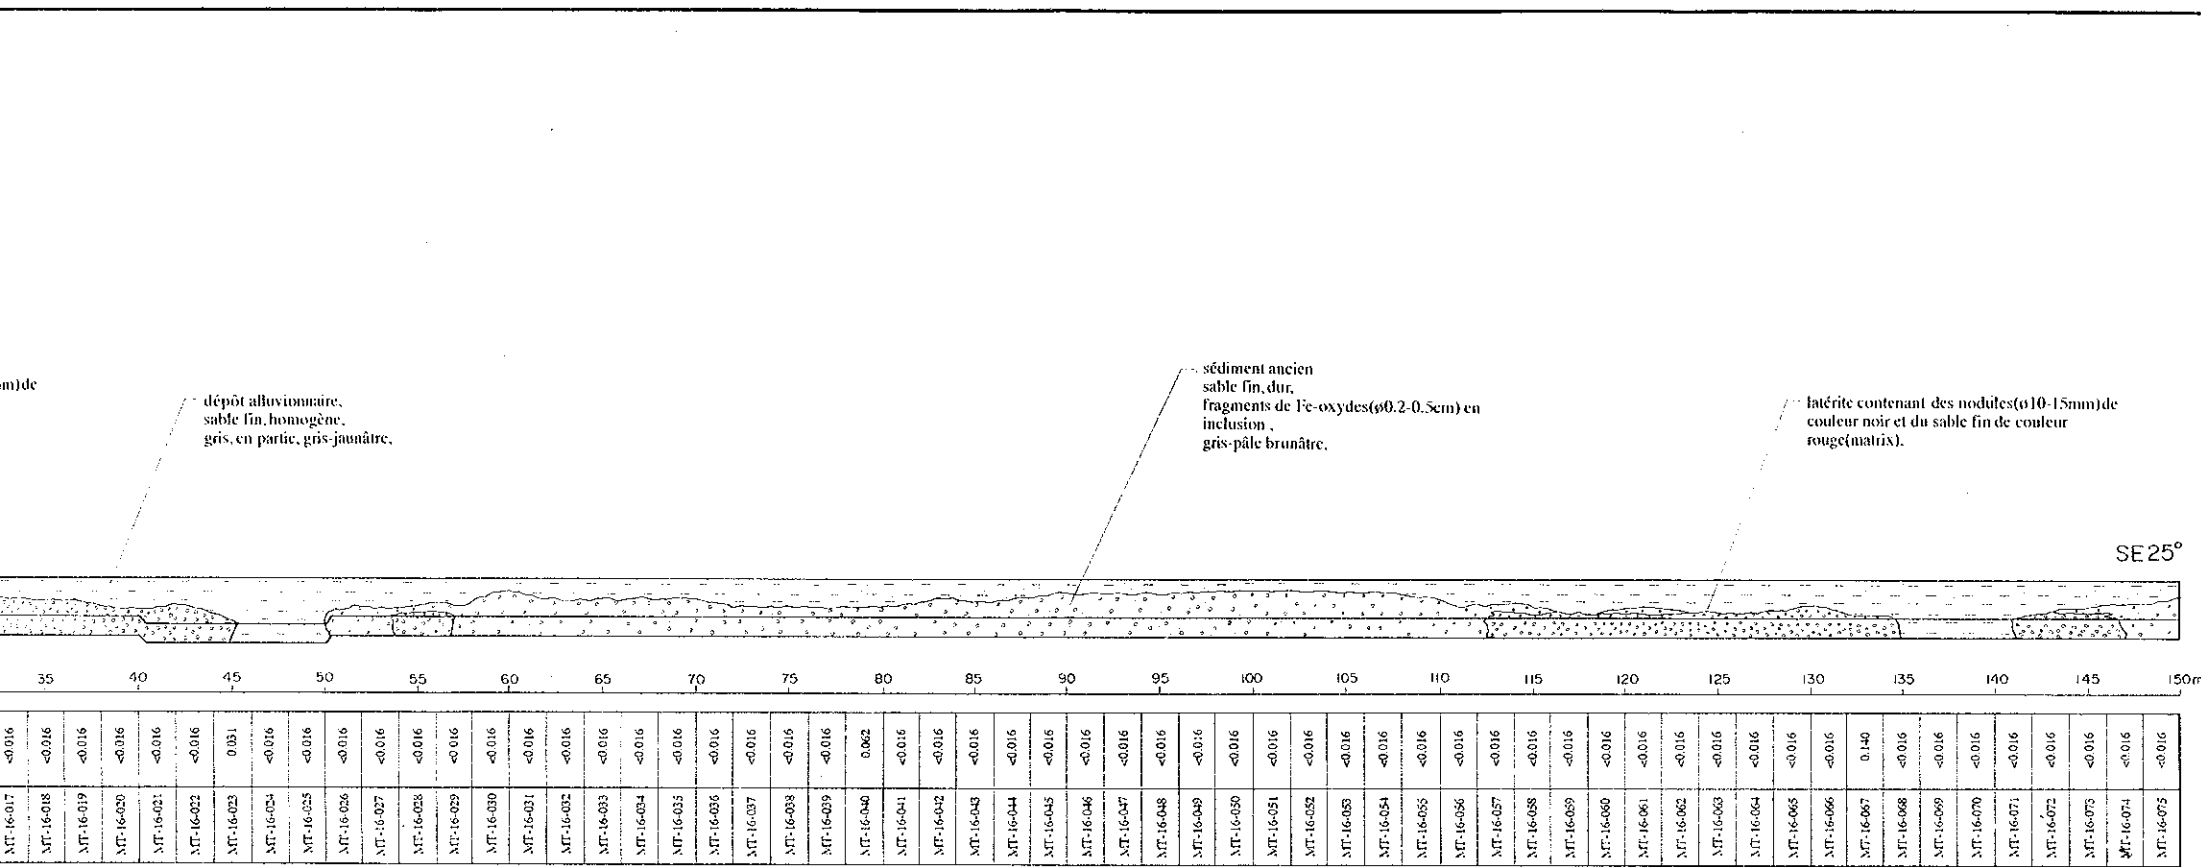 m)de
dépôt alluvionnaire,
sable fin, homogène,
gris, en partie, gris-jaunâtre,
sédiment ancien
sable fin, dur,
fragments de Fe-oxydes(ø0.2-0.5cm) en
inclusion ,
gris-pâle brunâtre,
latérite contenant des nodules(ø10-15mm)de
couleur noir et du sable fin de couleur
rouge(matrix).
SE25°
35 40 45 50 55 60 65 70 75 80 85 90 95 100 105 110 115 120 125 130 135 140 145 150m
<0.016 <0.016 <0.016 <0.016 <0.016 <0.016 0.031 <0.016 <0.016 <0.016 <0.016 <0.016 <0.016 <0.016 <0.016 <0.016 <0.016 <0.016 <0.016 <0.016 <0.016 <0.016 <0.016 0.062 <0.016 <0.016 <0.016 <0.016 <0.016 <0.016 <0.016 <0.016 <0.016 <0.016 <0.016 <0.016 <0.016 <0.016 <0.016 <0.016 <0.016 <0.016 <0.016 <0.016 <0.016 <0.016 <0.016 <0.016 <0.016 <0.016 0.140 <0.016 <0.016 <0.016 <0.016 <0.016 <0.016 <0.016 <0.016
MT-16-017 MT-16-018 MT-16-019 MT-16-020 MT-16-021 MT-16-022 MT-16-023 MT-16-024 MT-16-025 MT-16-026 MT-16-027 MT-16-028 MT-16-029 MT-16-030 MT-16-031 MT-16-032 MT-16-033 MT-16-034 MT-16-035 MT-16-036 MT-16-037 MT-16-038 MT-16-039 MT-16-040 MT-16-041 MT-16-042 MT-16-043 MT-16-044 MT-16-045 MT-16-046 MT-16-047 MT-16-048 MT-16-049 MT-16-050 MT-16-051 MT-16-052 MT-16-053 MT-16-054 MT-16-055 MT-16-056 MT-16-057 MT-16-058 MT-16-059 MT-16-060 MT-16-061 MT-16-062 MT-16-063 MT-16-064 MT-16-065 MT-16-066 MT-16-067 MT-16-068 MT-16-069 MT-16-070 MT-16-071 MT-16-072 MT-16-073 MT-16-074 MT-16-075